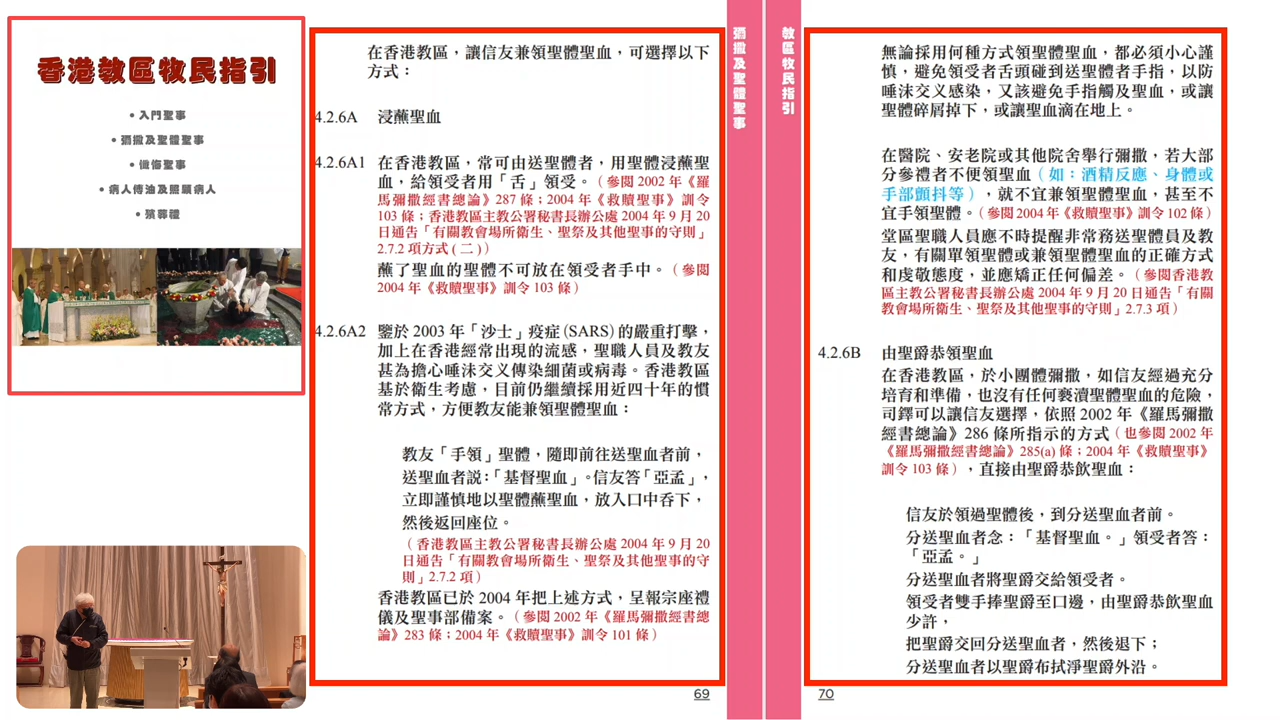 香港教區牧民指引
• 入門聖事
• 彌撒及聖體聖事
• 懺悔聖事
• 病人傅油及照顧病人
• 殯葬禮
在香港教區，讓信友兼領聖體聖血，可選擇以下
方式：
4.2.6A 浸蘸聖血
4.2.6A1 在香港教區，常可由送聖體者，用聖體浸蘸聖
血，給領受者用「舌」領受。（參閱 2002 年《羅
馬彌撒經書總論》287 條；2004 年《救贖聖事》訓令
103 條；香港教區主教公署秘書長辦公處 2004 年 9 月 20
日通告「有關教會場所衛生、聖祭及其他聖事的守則」
2.7.2 項方式 ( 二 ) ）
蘸了聖血的聖體不可放在領受者手中。（參閱
2004 年《救贖聖事》訓令 103 條）
4.2.6A2 鑒於 2003 年「沙士」疫症 (SARS) 的嚴重打擊，
加上在香港經常出現的流感，聖職人員及教友
甚為擔心唾沫交叉傳染細菌或病毒。香港教區
基於衛生考慮，目前仍繼續採用近四十年的慣
常方式，方便教友能兼領聖體聖血：
教友「手領」聖體，隨即前往送聖血者前，
送聖血者説：「基督聖血」。信友答「亞孟」，
立即謹慎地以聖體蘸聖血，放入口中吞下，
然後返回座位。
（香港教區主教公署秘書長辦公處 2004 年 9 月 20
日通告「有關教會場所衛生、聖祭及其他聖事的守
則」2.7.2 項）
香港教區已於 2004 年把上述方式，呈報宗座禮
儀及聖事部備案。（參閱 2002 年《羅馬彌撒經書總
論》283 條；2004 年《救贖聖事》訓令 101 條）
69
彌撒及聖體聖事
教區牧民指引
無論採用何種方式領聖體聖血，都必須小心謹
慎，避免領受者舌頭碰到送聖體者手指，以防
唾沫交叉感染，又該避免手指觸及聖血，或讓
聖體碎屑掉下，或讓聖血滴在地上。
在醫院、安老院或其他院舍舉行彌撒，若大部
分參禮者不便領聖血（如：酒精反應、身體或
手部顫抖等），就不宜兼領聖體聖血，甚至不
宜手領聖體。（參閱 2004 年《救贖聖事》訓令 102 條）
堂區聖職人員應不時提醒非常務送聖體員及教
友，有關單領聖體或兼領聖體聖血的正確方式
和虔敬態度，並應矯正任何偏差。（參閱香港教
區主教公署秘書長辦公處 2004 年 9 月 20 日通告「有關
教會場所衛生、聖祭及其他聖事的守則」2.7.3 項）
4.2.6B 由聖爵恭領聖血
在香港教區，於小團體彌撒，如信友經過充分
培育和準備，也沒有任何褻瀆聖體聖血的危險，
司鐸可以讓信友選擇，依照 2002 年《羅馬彌撒
經書總論》286 條所指示的方式（也參閱 2002 年
《羅馬彌撒經書總論》285(a) 條；2004 年《救贖聖事》
訓令 103 條），直接由聖爵恭飲聖血：
信友於領過聖體後，到分送聖血者前。
分送聖血者念：「基督聖血。」領受者答：
「亞孟。」
分送聖血者將聖爵交給領受者。
領受者雙手捧聖爵至口邊，由聖爵恭飲聖血
少許，
把聖爵交回分送聖血者，然後退下；
分送聖血者以聖爵布拭淨聖爵外沿。
70